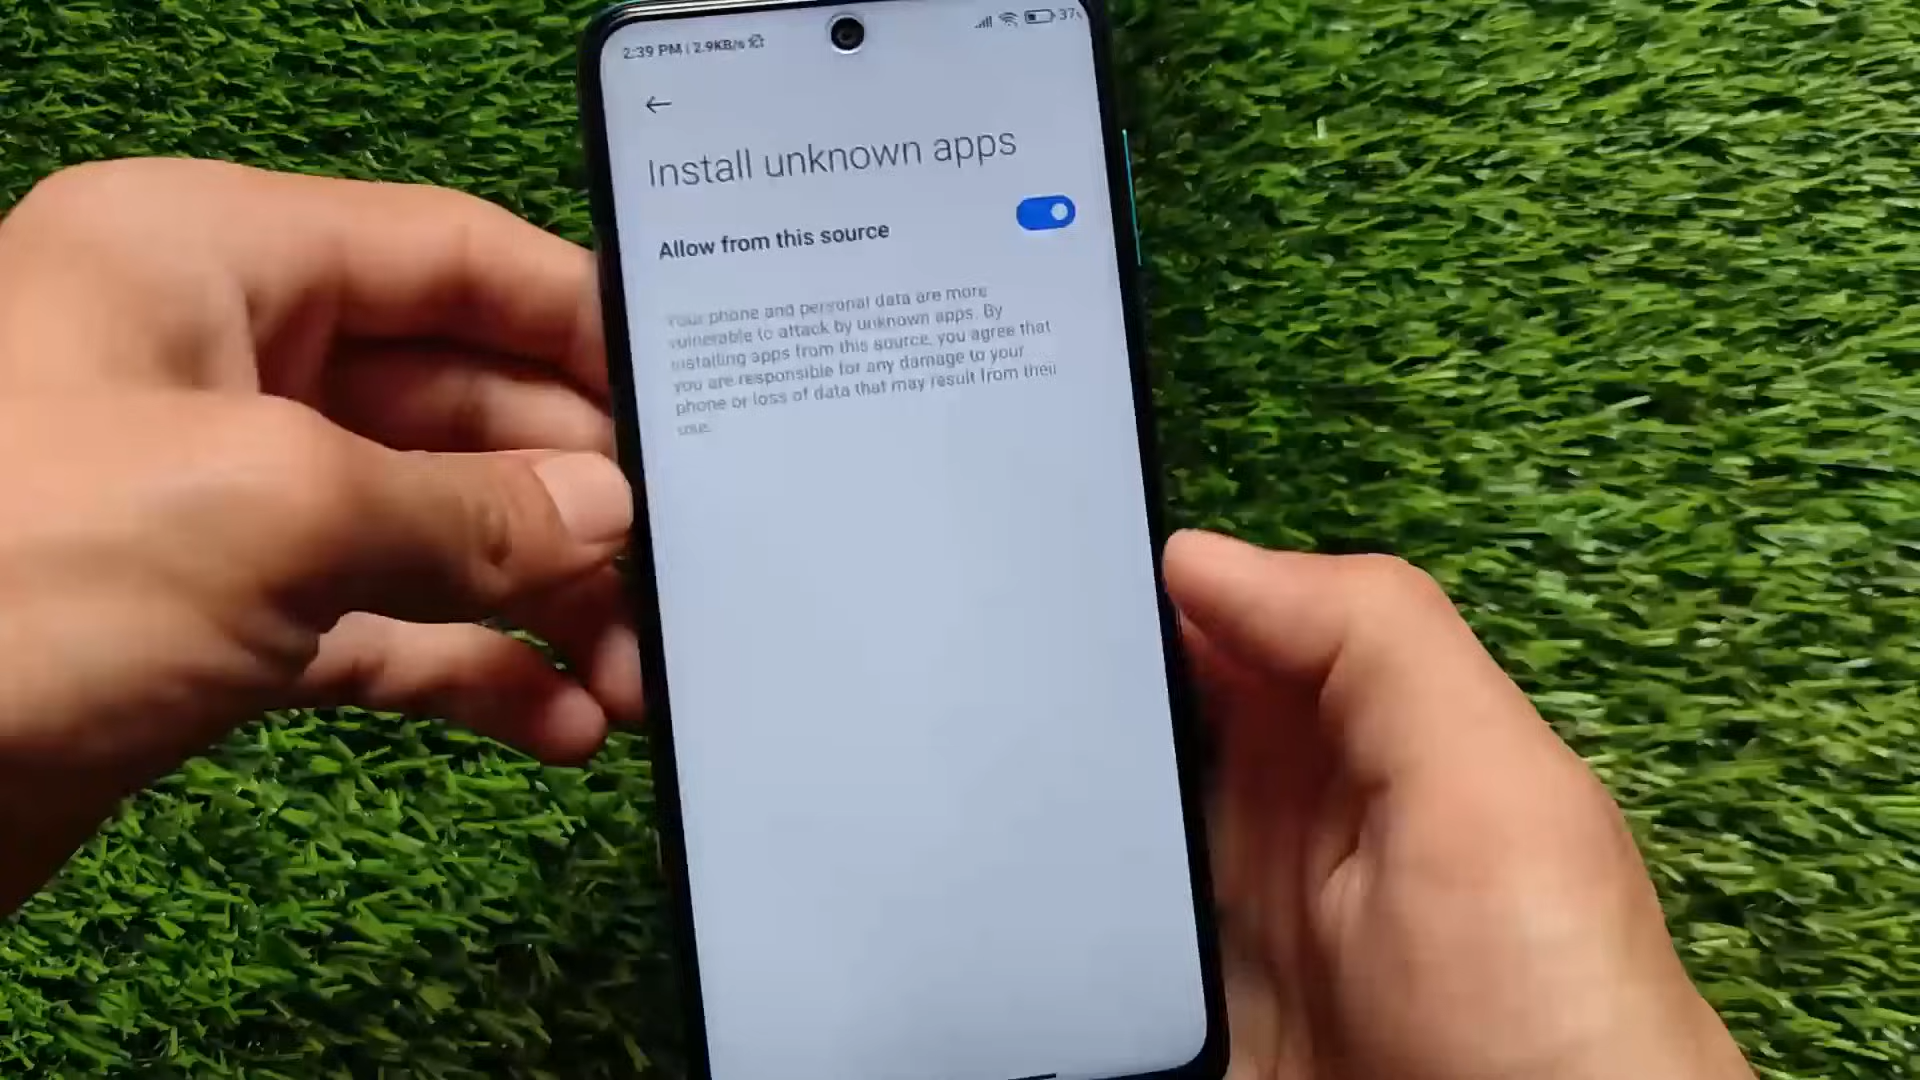 2:39 PM | 2.9KB/s
37
Install unknown apps
Allow from this source
Your phone and personal data are more
vulnerable to attack by unknown apps. By
installing apps from this source, you agree that
you are responsible for any damage to your
phone or loss of data that may result from their
use.